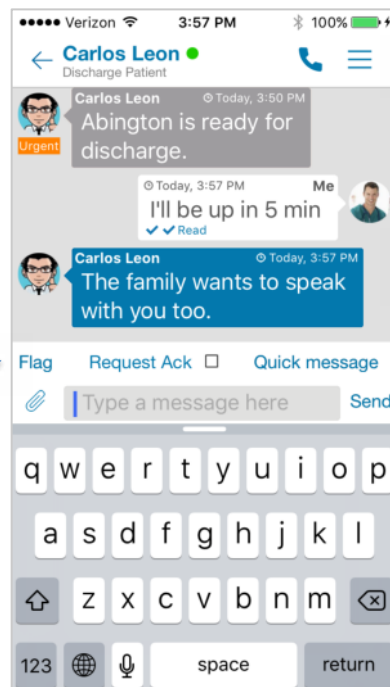 Verizon 3:57 PM 100%
Carlos Leon
Discharge Patient
Carlos Leon Today, 3:50 PM
Urgent
Abington is ready for
discharge.
Today, 3:57 PM Me
I'll be up in 5 min
Read
Carlos Leon Today, 3:57 PM
The family wants to speak
with you too.
Flag Request Ack Quick message
Type a message here Send
q w e r t y u i o p
a s d f g h j k l
z x c v b n m
123 space return